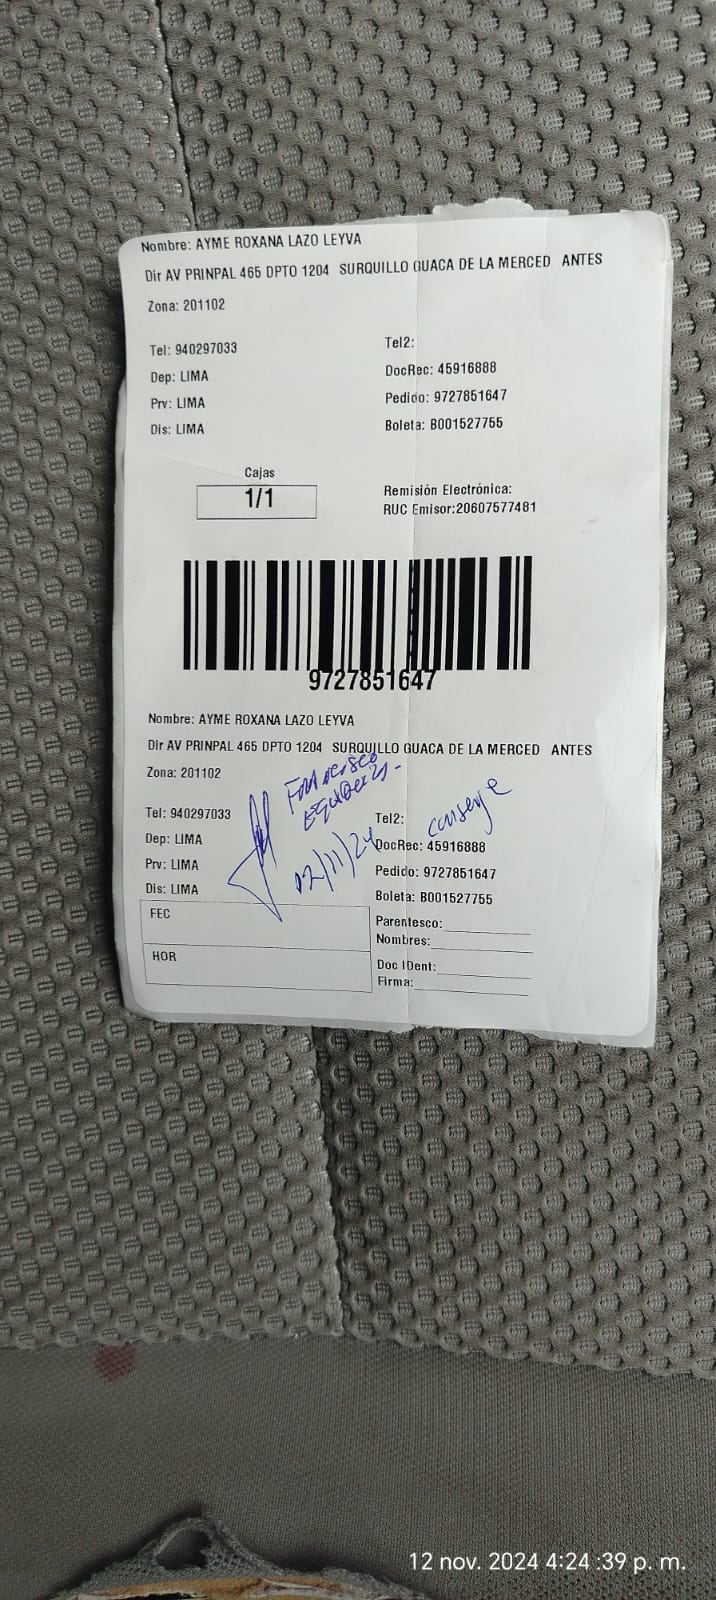 Nombre: AYME ROXANA LAZO LEYVA
Dir AV PRINPAL 465 DPTO 1204 SURQUILLO GUACA DE LA MERCED ANTES
Zona: 201102
Tel: 940297033 Tel2:
Dep: LIMA DocRec: 45916888
Prv: LIMA Pedido: 9727851647
Dis: LIMA Boleta: B001527755
Cajas
1/1
Remisión Electrónica:
RUC Emisor:20607577481
9727851647
Nombre: AYME ROXANA LAZO LEYVA
Dir AV PRINPAL 465 DPTO 1204 SURQUILLO GUACA DE LA MERCED ANTES
Zona: 201102
Francisco
12/11/24
conserje
Tel: 940297033 Tel2:
Dep: LIMA DocRec: 45916888
Prv: LIMA Pedido: 9727851647
Dis: LIMA Boleta: B001527755
FEC
HOR
Parentesco:
Nombres:
Doc IDent:
Firma:
12 nov. 2024 4:24 :39 p. m.